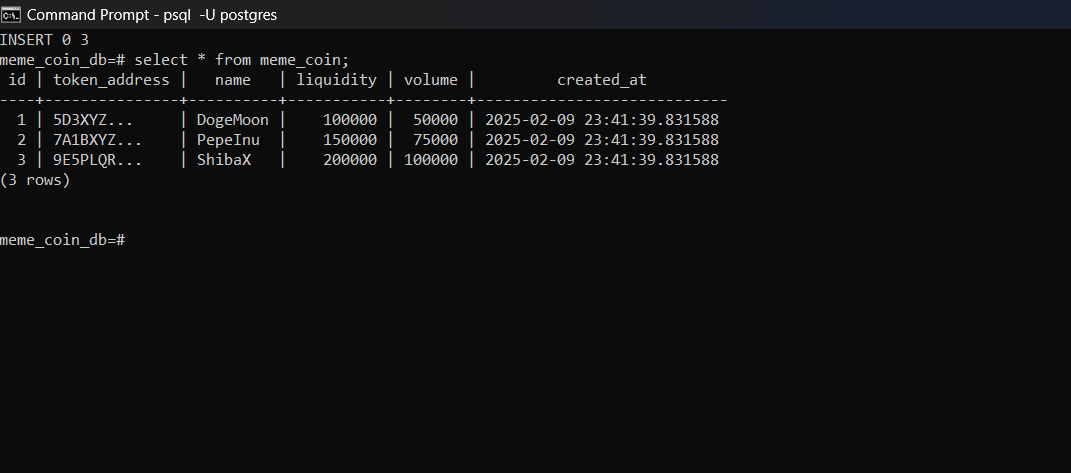 Command Prompt - psql  -U postgres
INSERT 0 3
meme_coin_db=# select * from meme_coin;
 id | token_address |   name   | liquidity | volume |         created_at
----+---------------+----------+-----------+--------+----------------------------
  1 | 5D3XYZ...     | DogeMoon |    100000 |  50000 | 2025-02-09 23:41:39.831588
  2 | 7A1BXYZ...    | PepeInu  |    150000 |  75000 | 2025-02-09 23:41:39.831588
  3 | 9E5PLQR...    | ShibaX   |    200000 | 100000 | 2025-02-09 23:41:39.831588
(3 rows)
meme_coin_db=#